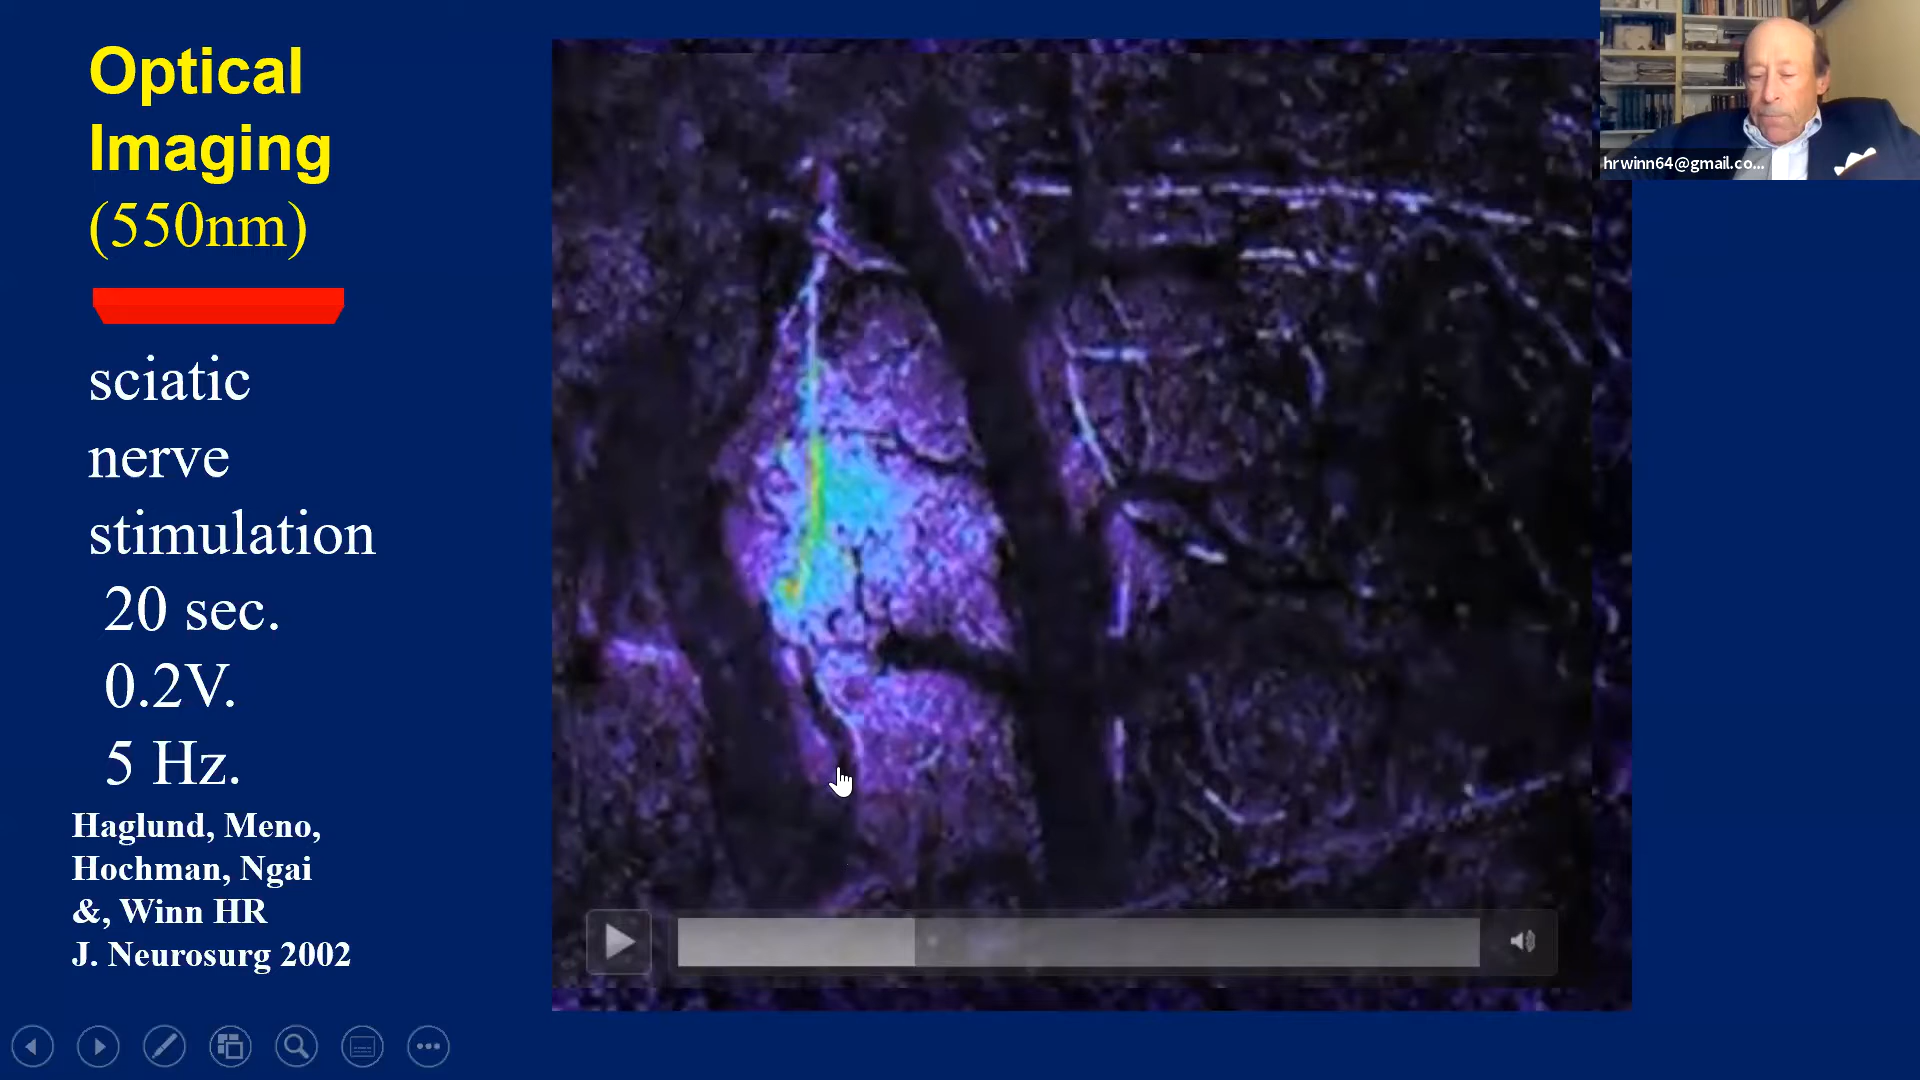 Optical
Imaging
(550nm)
sciatic
nerve
stimulation
20 sec.
0.2V.
5 Hz.
Haglund, Meno,
Hochman, Ngai
&, Winn HR
J. Neurosurg 2002
hrwinn64@gmail.co...